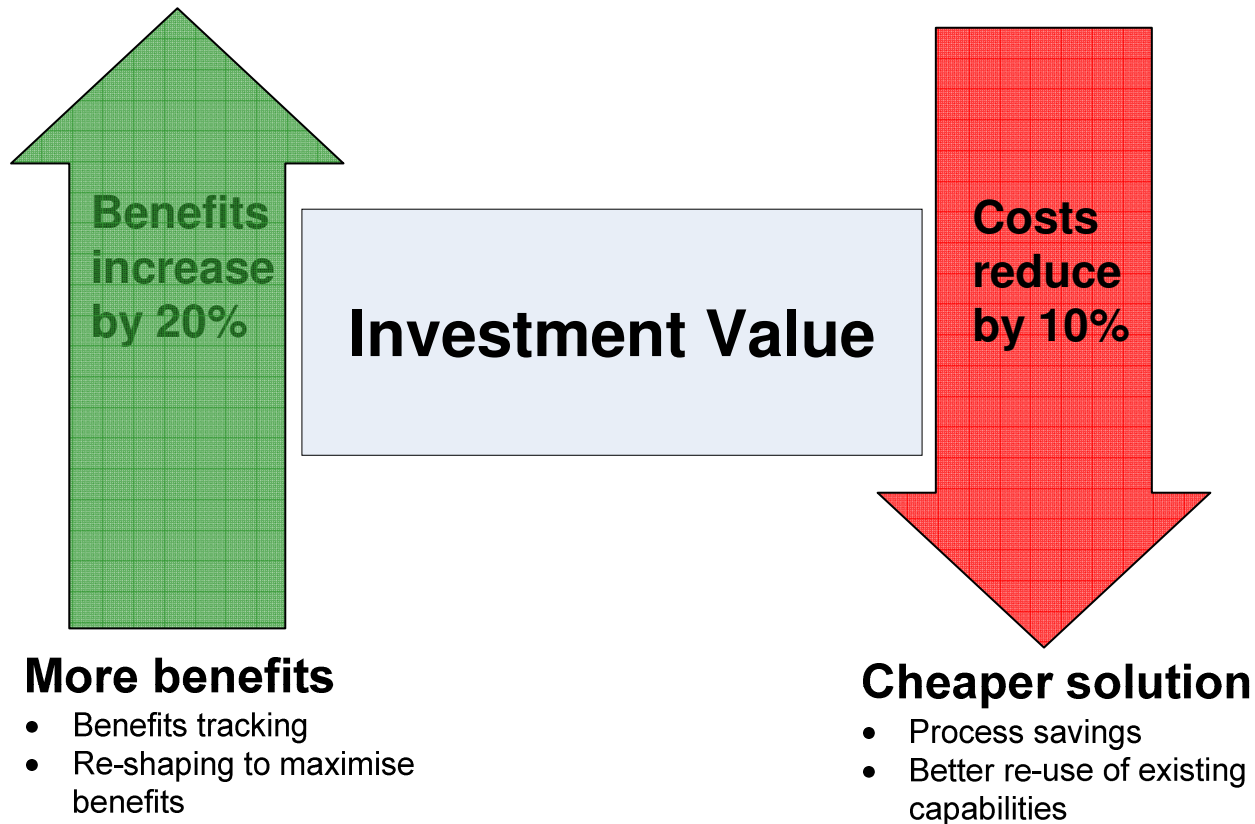 Benefits
increase
by 20%
Investment Value
Costs
reduce
by 10%
More benefits
• Benefits tracking
• Re-shaping to maximise
benefits
Cheaper solution
• Process savings
• Better re-use of existing
capabilities